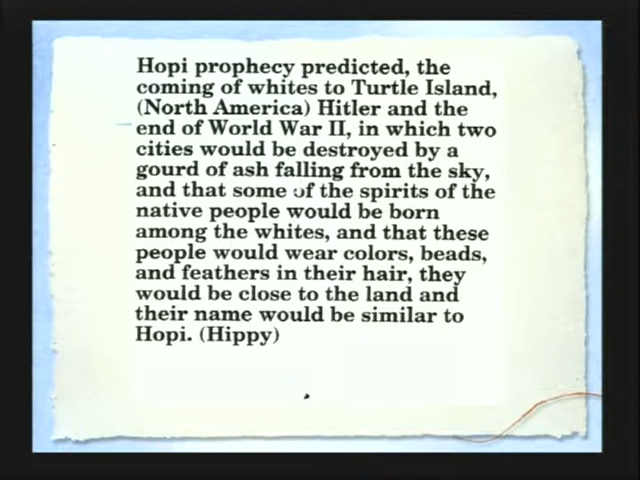 Hopi prophecy predicted, the
coming of whites to Turtle Island,
(North America) Hitler and the
end of World War II, in which two
cities would be destroyed by a
gourd of ash falling from the sky,
and that some of the spirits of the
native people would be born
among the whites, and that these
people would wear colors, beads,
and feathers in their hair, they
would be close to the land and
their name would be similar to
Hopi. (Hippy)